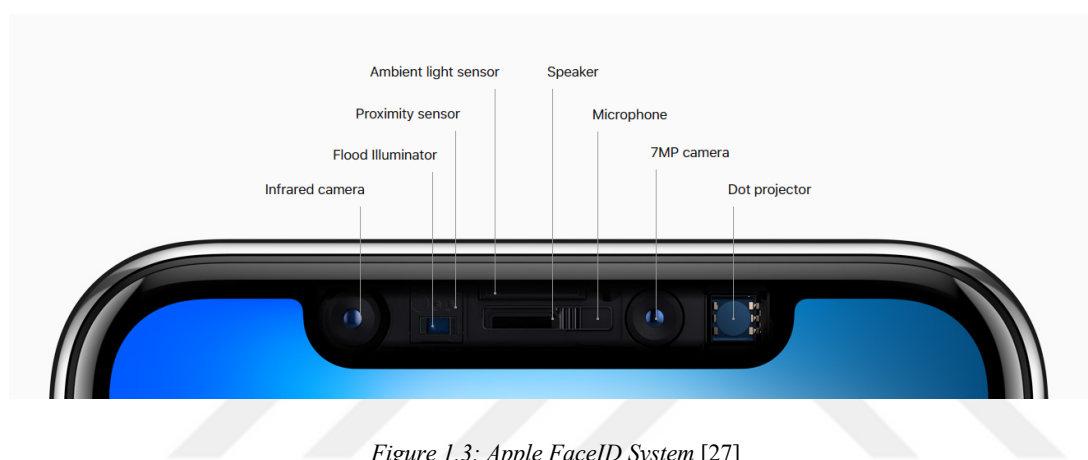 Ambient light sensor Speaker
Proximity sensor Microphone
Flood Illuminator 7MP camera
Infrared camera Dot projector
Figure 1.3: Apple FaceID System [27]